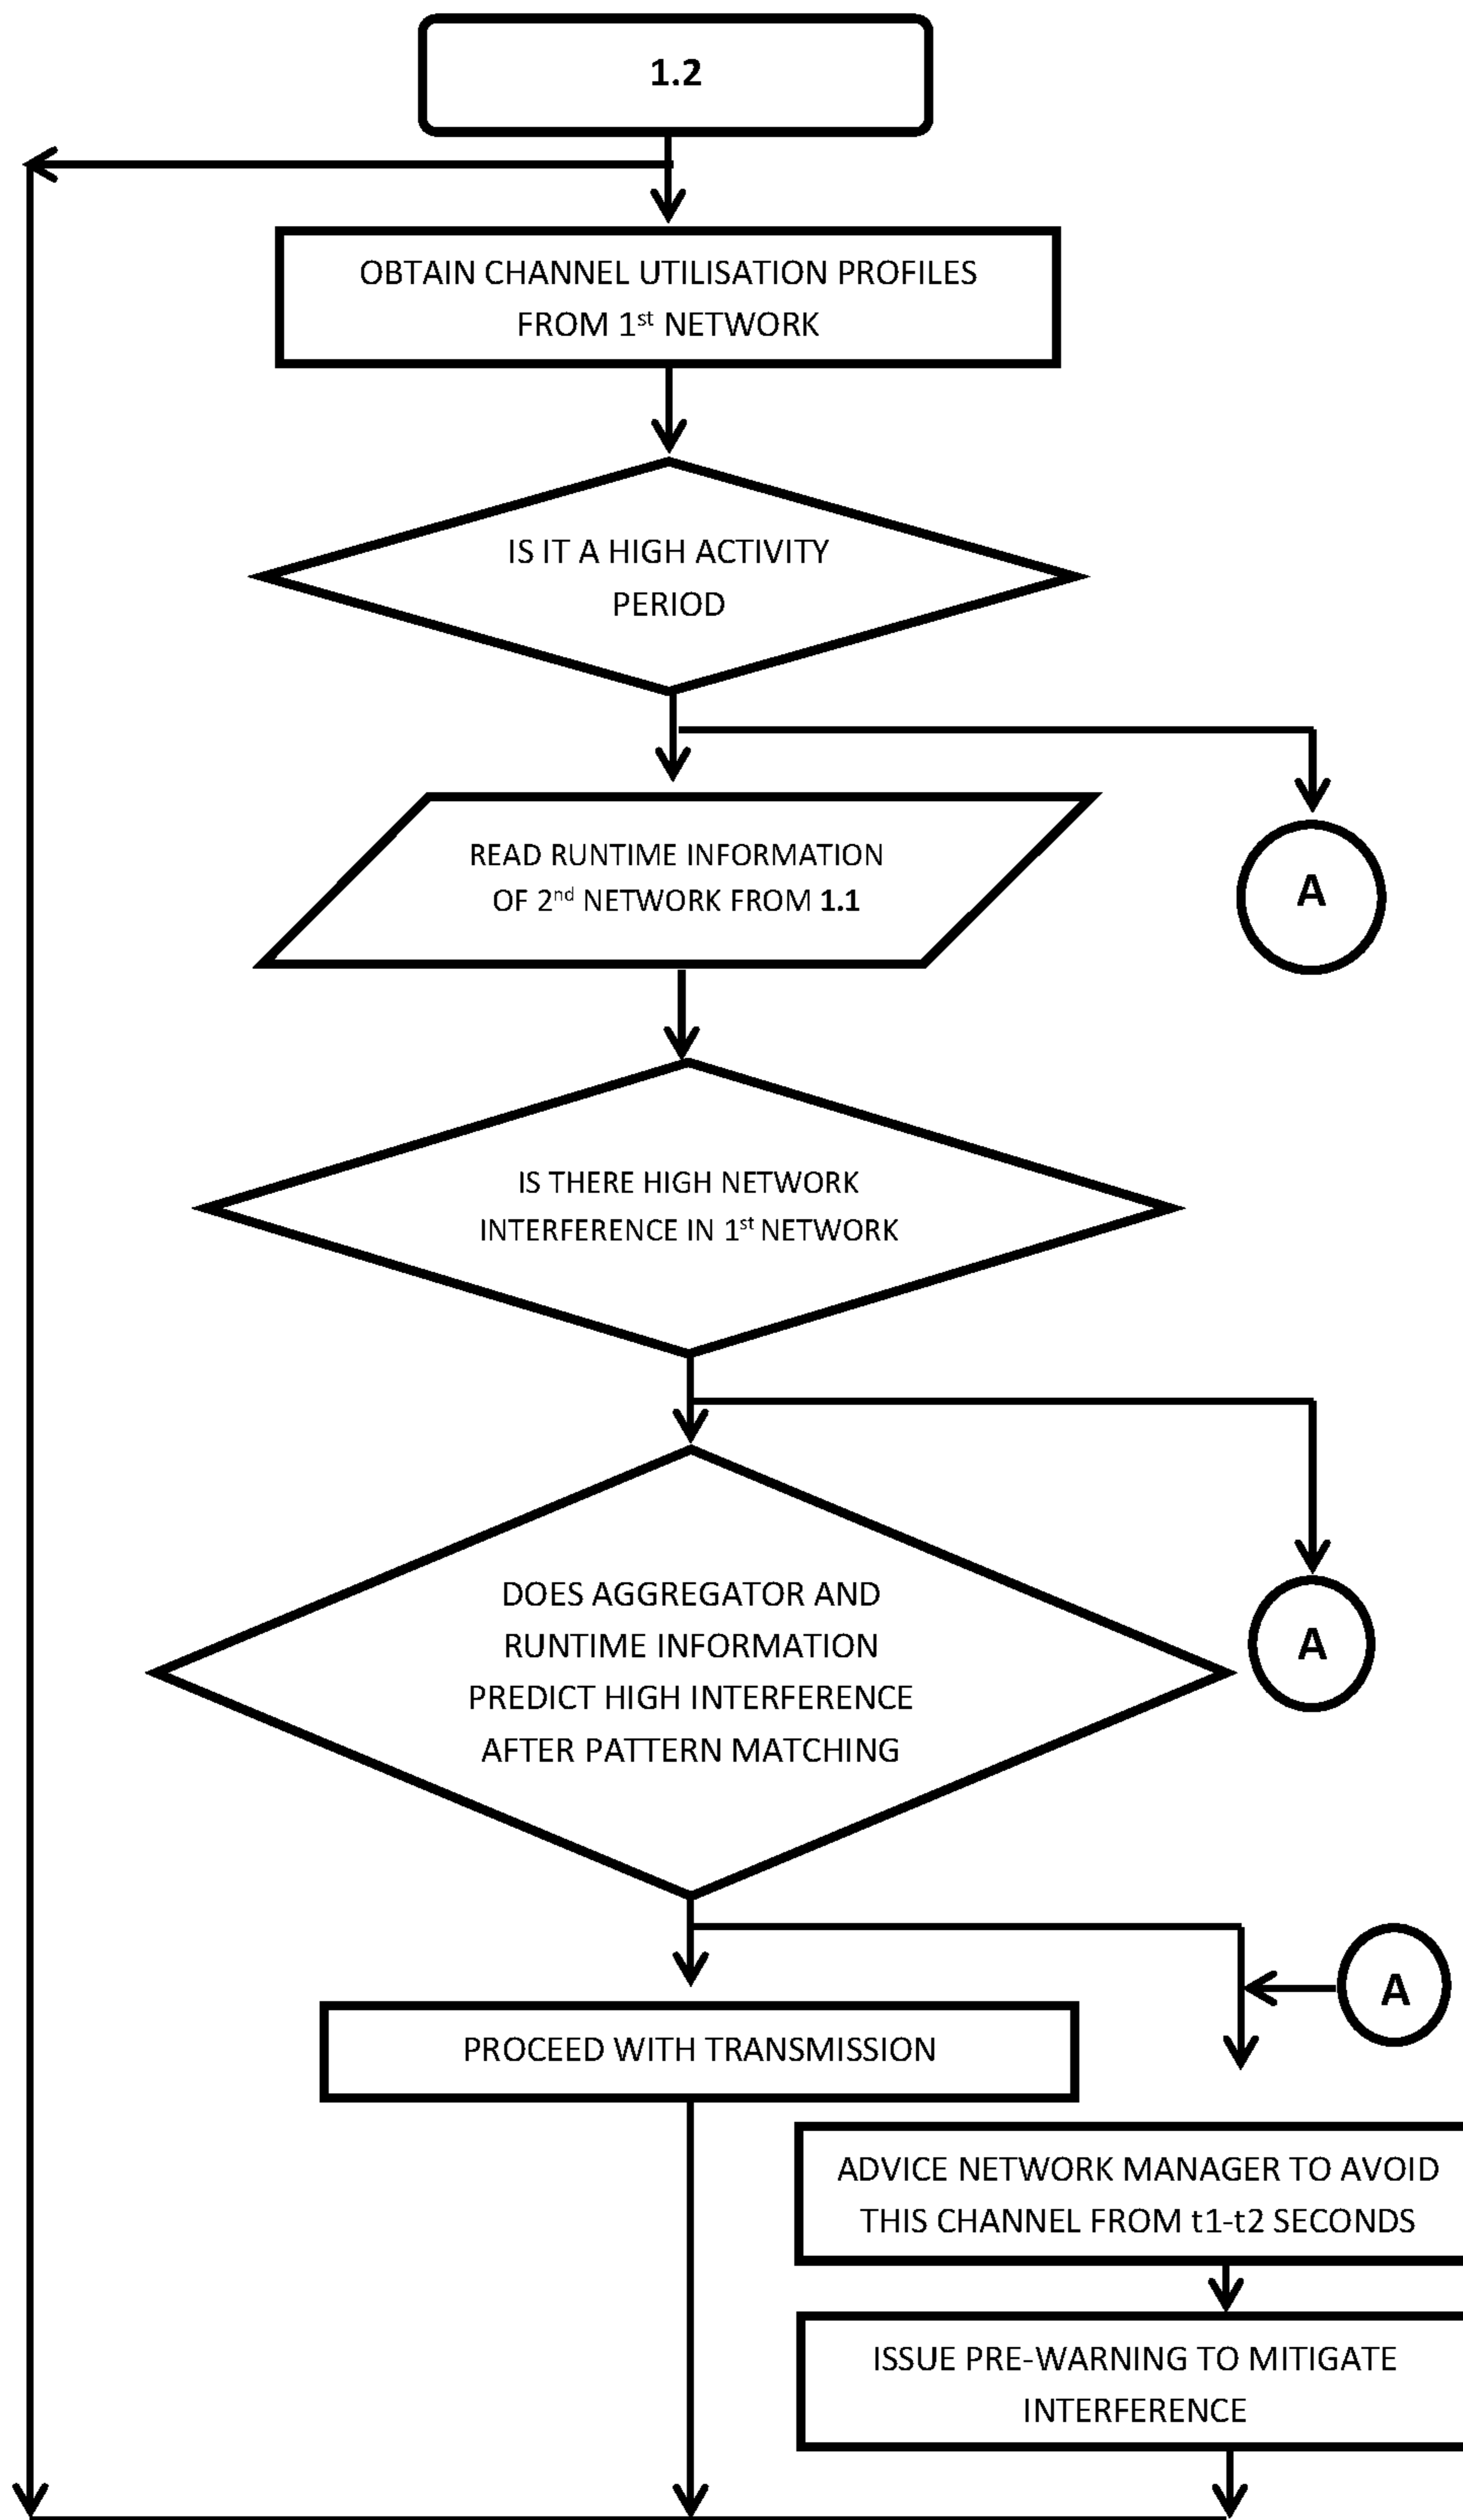 1.2
OBTAIN CHANNEL UTILISATION PROFILES
FROM 1st NETWORK
IS IT A HIGH ACTIVITY
PERIOD
READ RUNTIME INFORMATION
OF 2nd NETWORK FROM 1.1
A
IS THERE HIGH NETWORK
INTERFERENCE IN 1st NETWORK
DOES AGGREGATOR AND
RUNTIME INFORMATION
PREDICT HIGH INTERFERENCE
AFTER PATTERN MATCHING
A
A
PROCEED WITH TRANSMISSION
ADVICE NETWORK MANAGER TO AVOID
THIS CHANNEL FROM t1-t2 SECONDS
ISSUE PRE-WARNING TO MITIGATE
INTERFERENCE